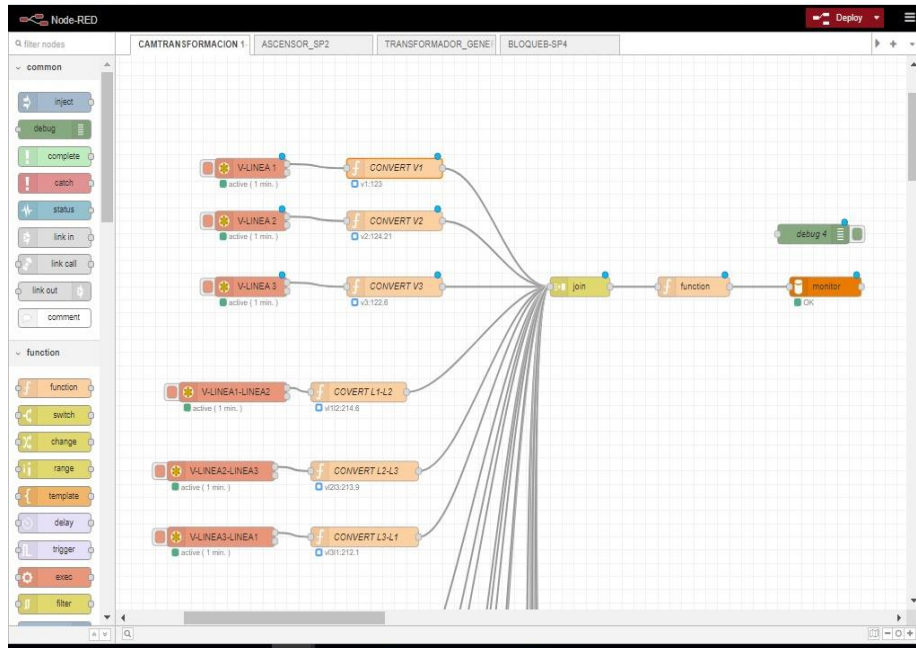 Node-RED
Deploy
filter nodes
CAMTRANSFORMACION 1
ASCENSOR_SP2
TRANSFORMADOR_GENE
BLOQUEB-SP4
common
inject
debug
complete
catch
status
link in
link call
link out
comment
function
function
switch
change
range
template
delay
trigger
exec
filter
V-LINEA 1
active ( 1 min. )
CONVERT V1
v1:123
V-LINEA 2
active ( 1 min. )
CONVERT V2
v2:124.21
debug 4
V-LINEA 3
active ( 1 min. )
CONVERT V3
v3:122.6
join
function
monitor
OK
V-LINEA1-LINEA2
active ( 1 min. )
COVERT L1-L2
vl1l2:214.6
V-LINEA2-LINEA3
active ( 1 min. )
CONVERT L2-L3
vl2l3:213.9
V-LINEA3-LINEA1
active ( 1 min. )
CONVERT L3-L1
vl3l1:212.1